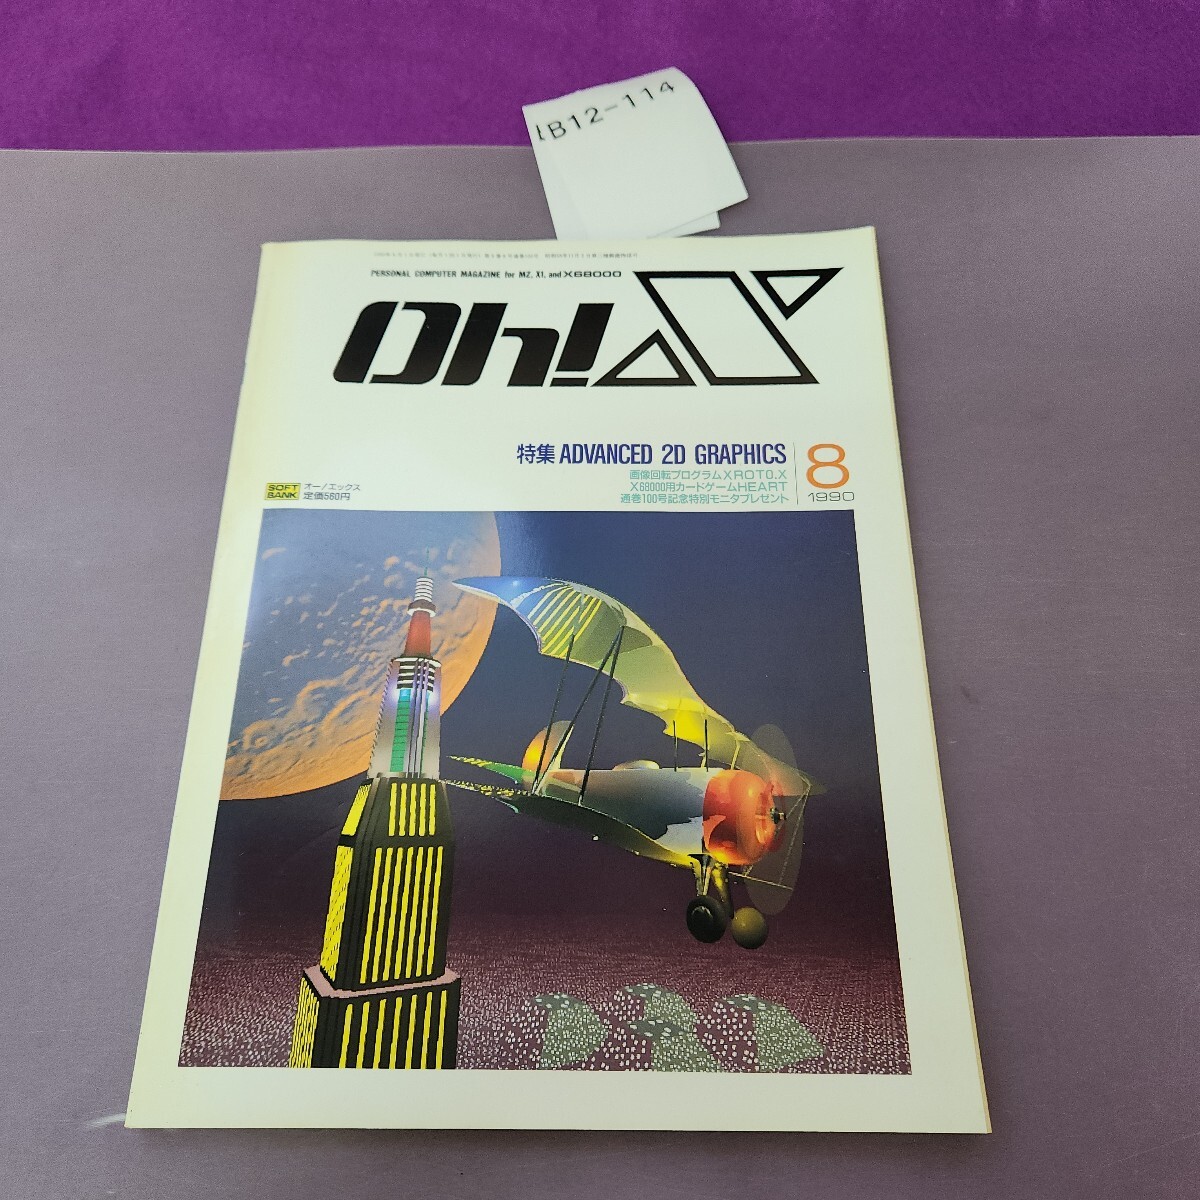 IB12-114
PERSONAL COMPUTER MAGAZINE for MZ, X1, and X68000
Oh!X
特集 ADVANCED 2D GRAPHICS
画像回転プログラムXROTO.X
X68000用カードゲームHEART
通巻100号記念特別モニタプレゼント
8
1990
SOFT
BANK
オー!エックス
定価560円